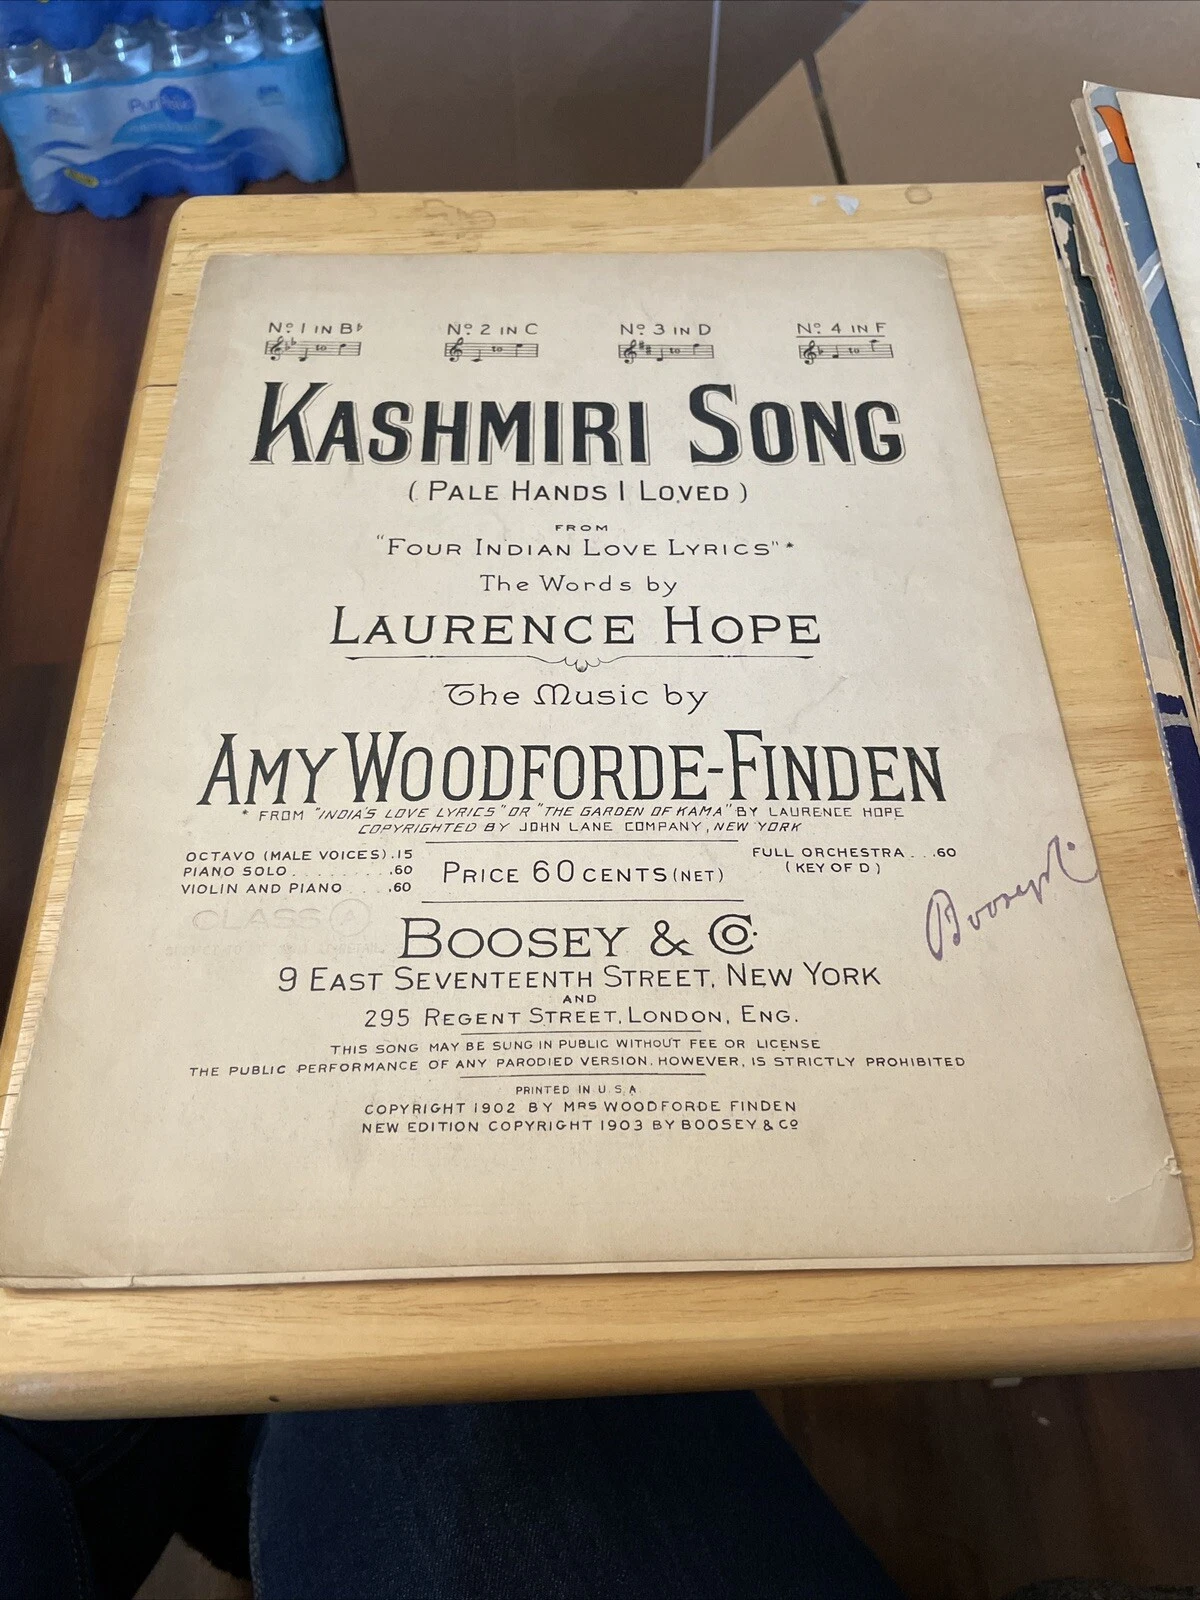 No. 1 IN B♭
No. 2 IN C
No. 3 IN D
No. 4 IN F
KASHMIRI SONG
( PALE HANDS I LOVED )
FROM
"FOUR INDIAN LOVE LYRICS" *
The Words by
LAURENCE HOPE
The Music by
AMY WOODFORDE-FINDEN
* FROM "INDIA'S LOVE LYRICS" OR "THE GARDEN OF KAMA" BY LAURENCE HOPE
COPYRIGHTED BY JOHN LANE COMPANY, NEW YORK
OCTAVO (MALE VOICES) .15
PIANO SOLO . . . . . . . . . .60
VIOLIN AND PIANO . . . .60
PRICE 60 CENTS (NET)
FULL ORCHESTRA . . .60
( KEY OF D )
CLASS A
BOOSEY & CO.
9 EAST SEVENTEENTH STREET, NEW YORK
AND
295 REGENT STREET, LONDON, ENG.
THIS SONG MAY BE SUNG IN PUBLIC WITHOUT FEE OR LICENSE
THE PUBLIC PERFORMANCE OF ANY PARODIED VERSION, HOWEVER, IS STRICTLY PROHIBITED
PRINTED IN U.S.A.
COPYRIGHT 1902 BY MRS WOODFORDE FINDEN
NEW EDITION COPYRIGHT 1903 BY BOOSEY & CO